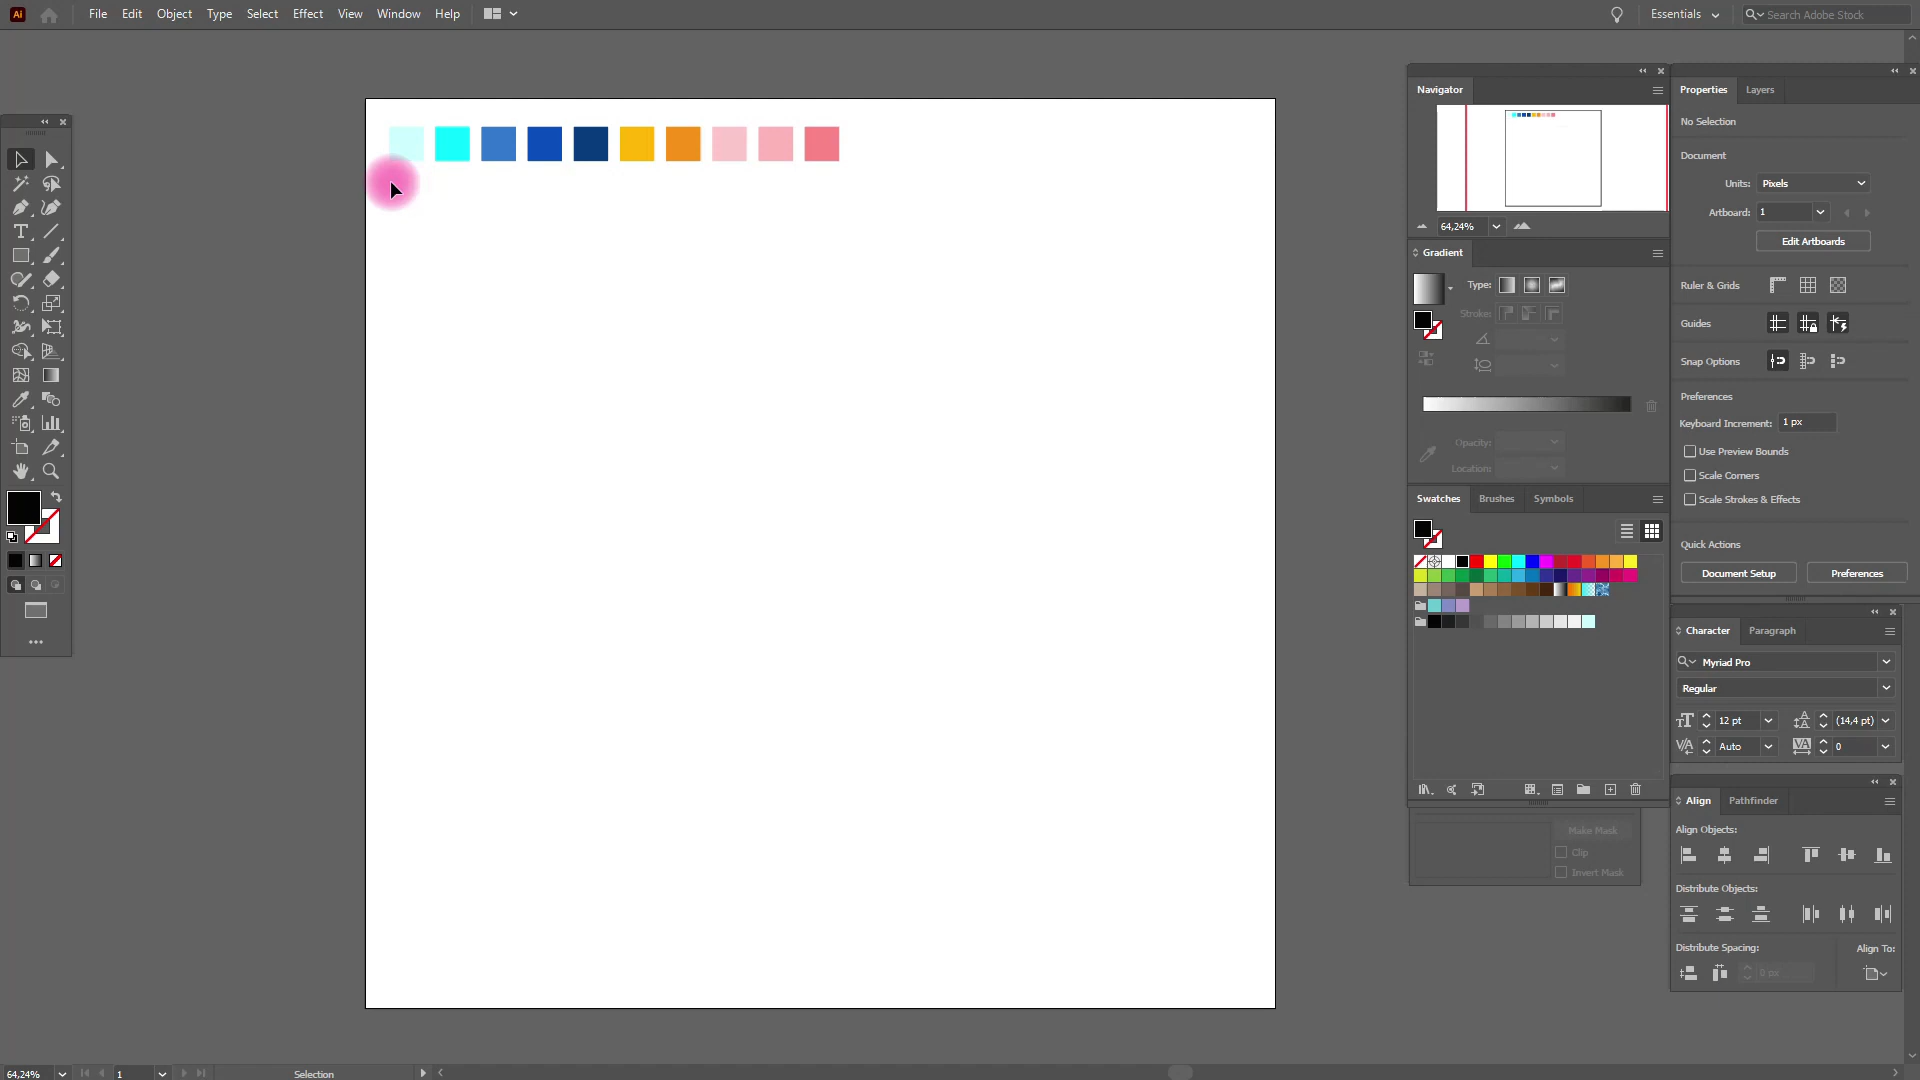 Ai File Edit Object Type Select Effect View Window Help Essentials Search Adobe Stock
Navigator
64,24%
Gradient
Type:
Stroke:
Opacity:
Location:
Swatches Brushes Symbols
Make Mask
Clip
Invert Mask
Properties Layers
No Selection
Document
Units: Pixels
Artboard: 1
Edit Artboards
Ruler & Grids
Guides
Snap Options
Preferences
Keyboard Increment: 1 px
Use Preview Bounds
Scale Corners
Scale Strokes & Effects
Quick Actions
Document Setup Preferences
Character Paragraph
Myriad Pro
Regular
12 pt (14,4 pt)
Auto 0
Align Pathfinder
Align Objects:
Distribute Objects:
Distribute Spacing: Align To:
0 px
64,24% 1 Selection